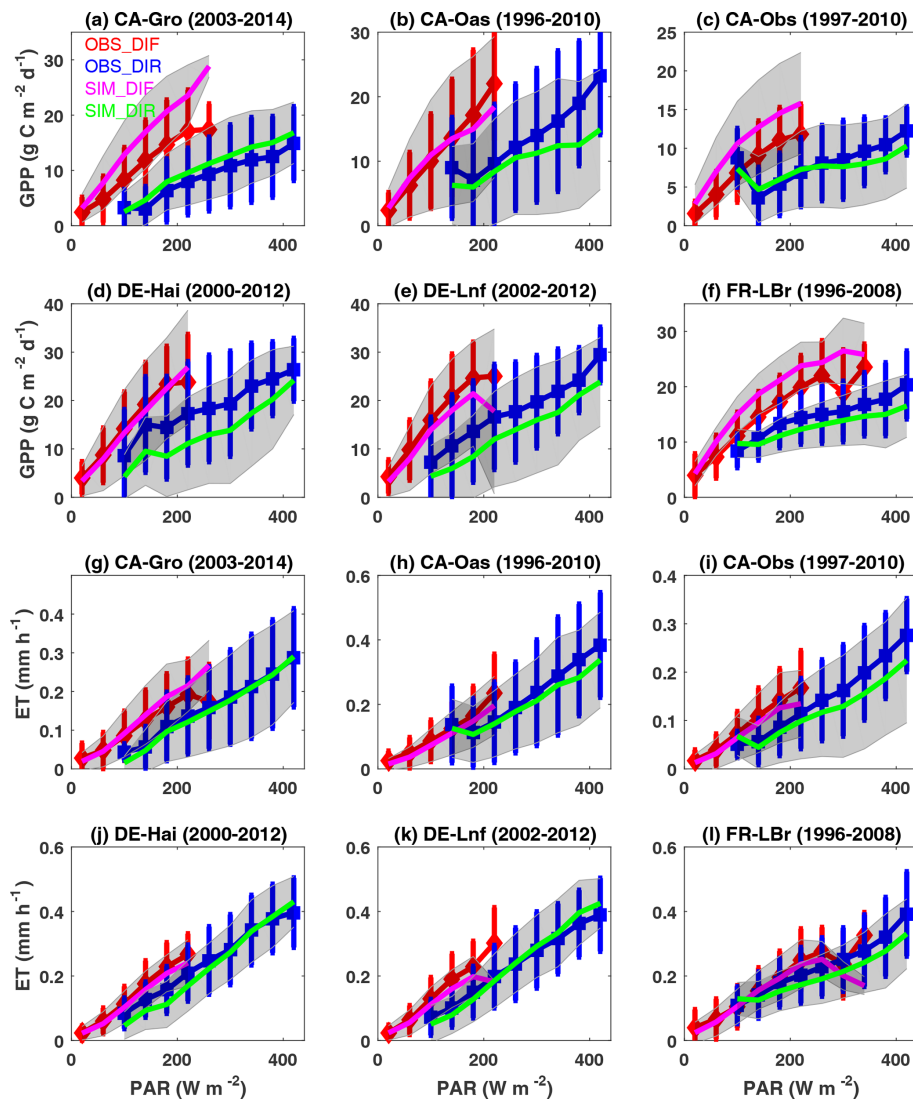 (a) CA-Gro (2003-2014)
(b) CA-Oas (1996-2010)
(c) CA-Obs (1997-2010)
OBS_DIF
OBS_DIR
SIM_DIF
SIM_DIR
GPP (g C m⁻² d⁻¹)
30
20
10
0
0 200 400
30
20
10
0
0 200 400
25
20
15
10
5
0
0 200 400
(d) DE-Hai (2000-2012)
(e) DE-Lnf (2002-2012)
(f) FR-LBr (1996-2008)
GPP (g C m⁻² d⁻¹)
40
30
20
10
0
0 200 400
40
30
20
10
0
0 200 400
40
30
20
10
0
0 200 400
(g) CA-Gro (2003-2014)
(h) CA-Oas (1996-2010)
(i) CA-Obs (1997-2010)
ET (mm h⁻¹)
0.4
0.3
0.2
0.1
0
0 200 400
0.6
0.4
0.2
0
0 200 400
0.4
0.3
0.2
0.1
0
0 200 400
(j) DE-Hai (2000-2012)
(k) DE-Lnf (2002-2012)
(l) FR-LBr (1996-2008)
ET (mm h⁻¹)
0.6
0.4
0.2
0
0 200 400
0.6
0.4
0.2
0
0 200 400
0.6
0.4
0.2
0
0 200 400
PAR (W m⁻²)
PAR (W m⁻²)
PAR (W m⁻²)